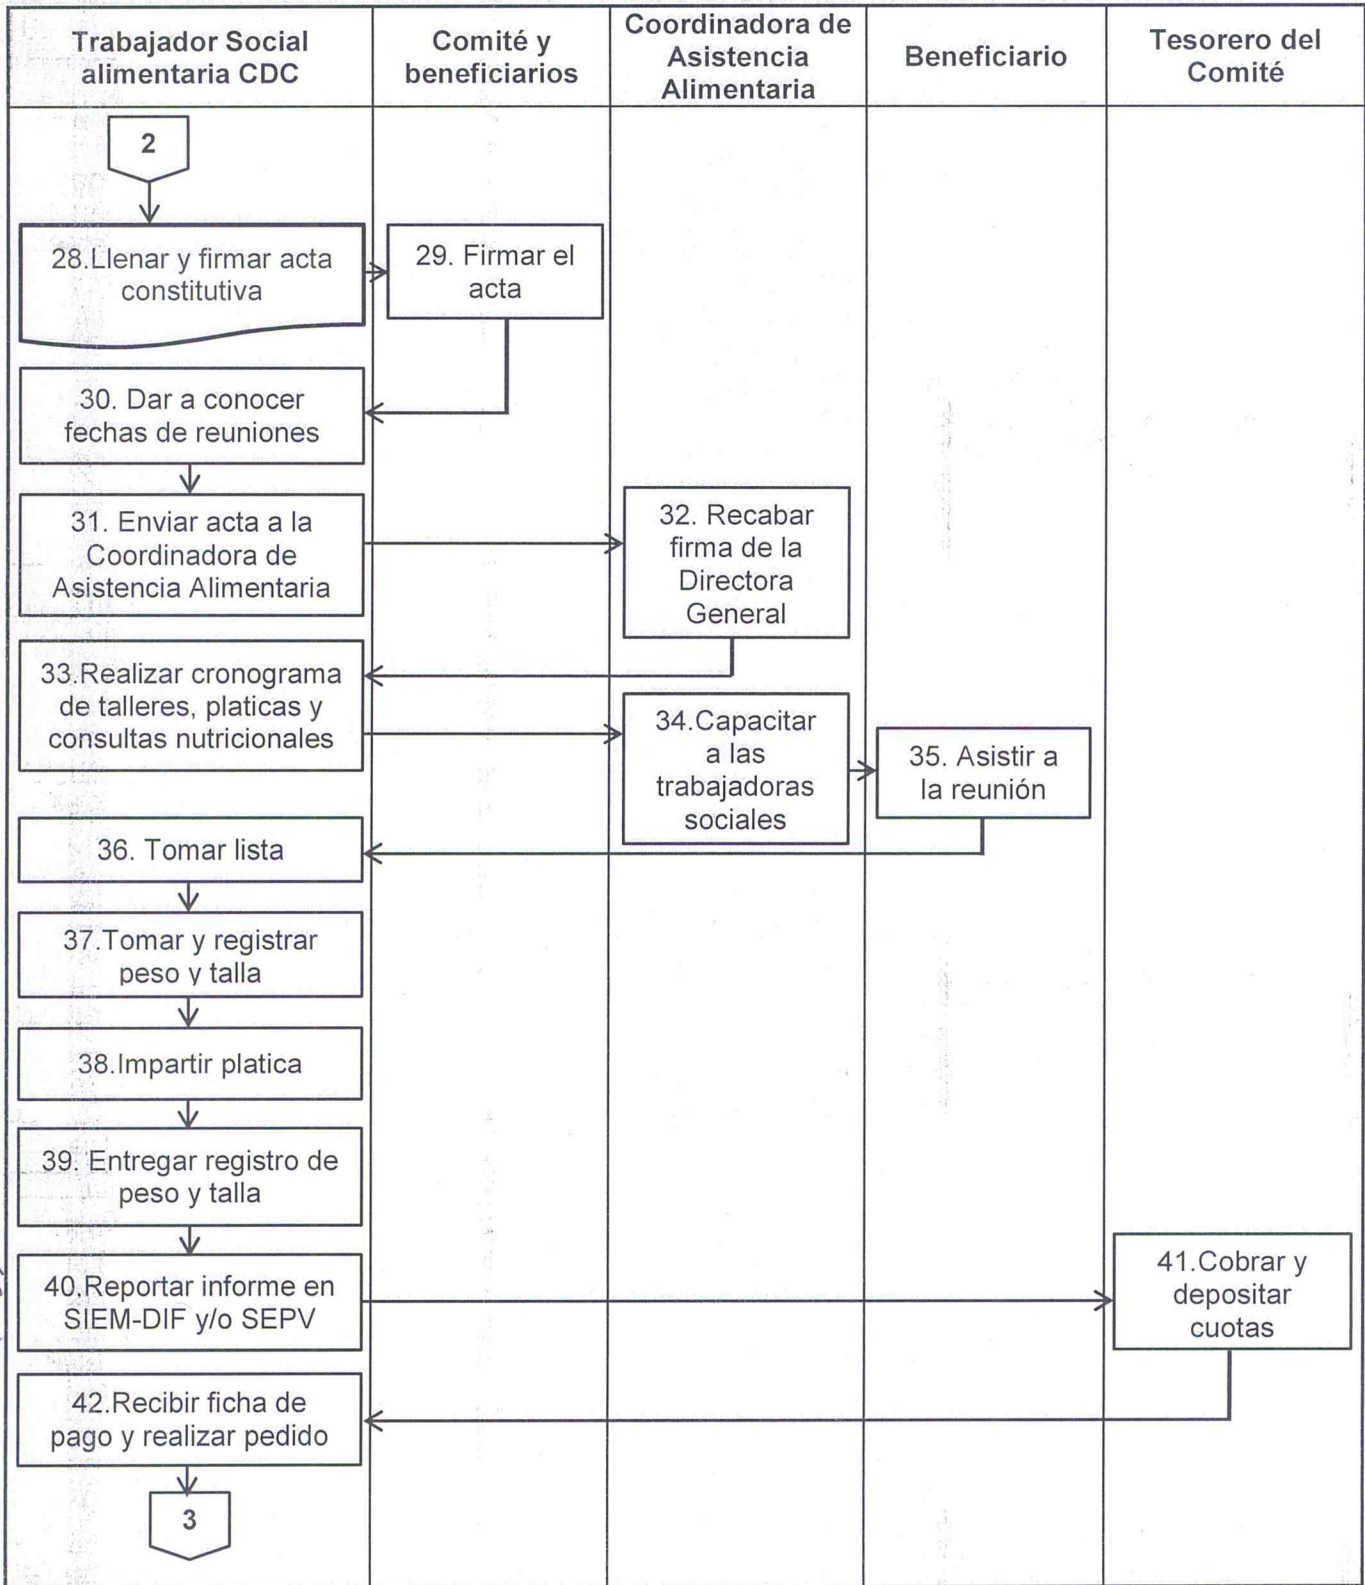 Trabajador Social
alimentaria CDC
Comité y
beneficiarios
Coordinadora de
Asistencia
Alimentaria
Beneficiario
Tesorero del
Comité
2
28.Llenar y firmar acta
constitutiva
29. Firmar el
acta
30. Dar a conocer
fechas de reuniones
31. Enviar acta a la
Coordinadora de
Asistencia Alimentaria
32. Recabar
firma de la
Directora
General
33.Realizar cronograma
de talleres, platicas y
consultas nutricionales
34.Capacitar
a las
trabajadoras
sociales
35. Asistir a
la reunión
36. Tomar lista
37.Tomar y registrar
peso y talla
38.Impartir platica
39. Entregar registro de
peso y talla
40.Reportar informe en
SIEM-DIF y/o SEPV
41.Cobrar y
depositar
cuotas
42.Recibir ficha de
pago y realizar pedido
3